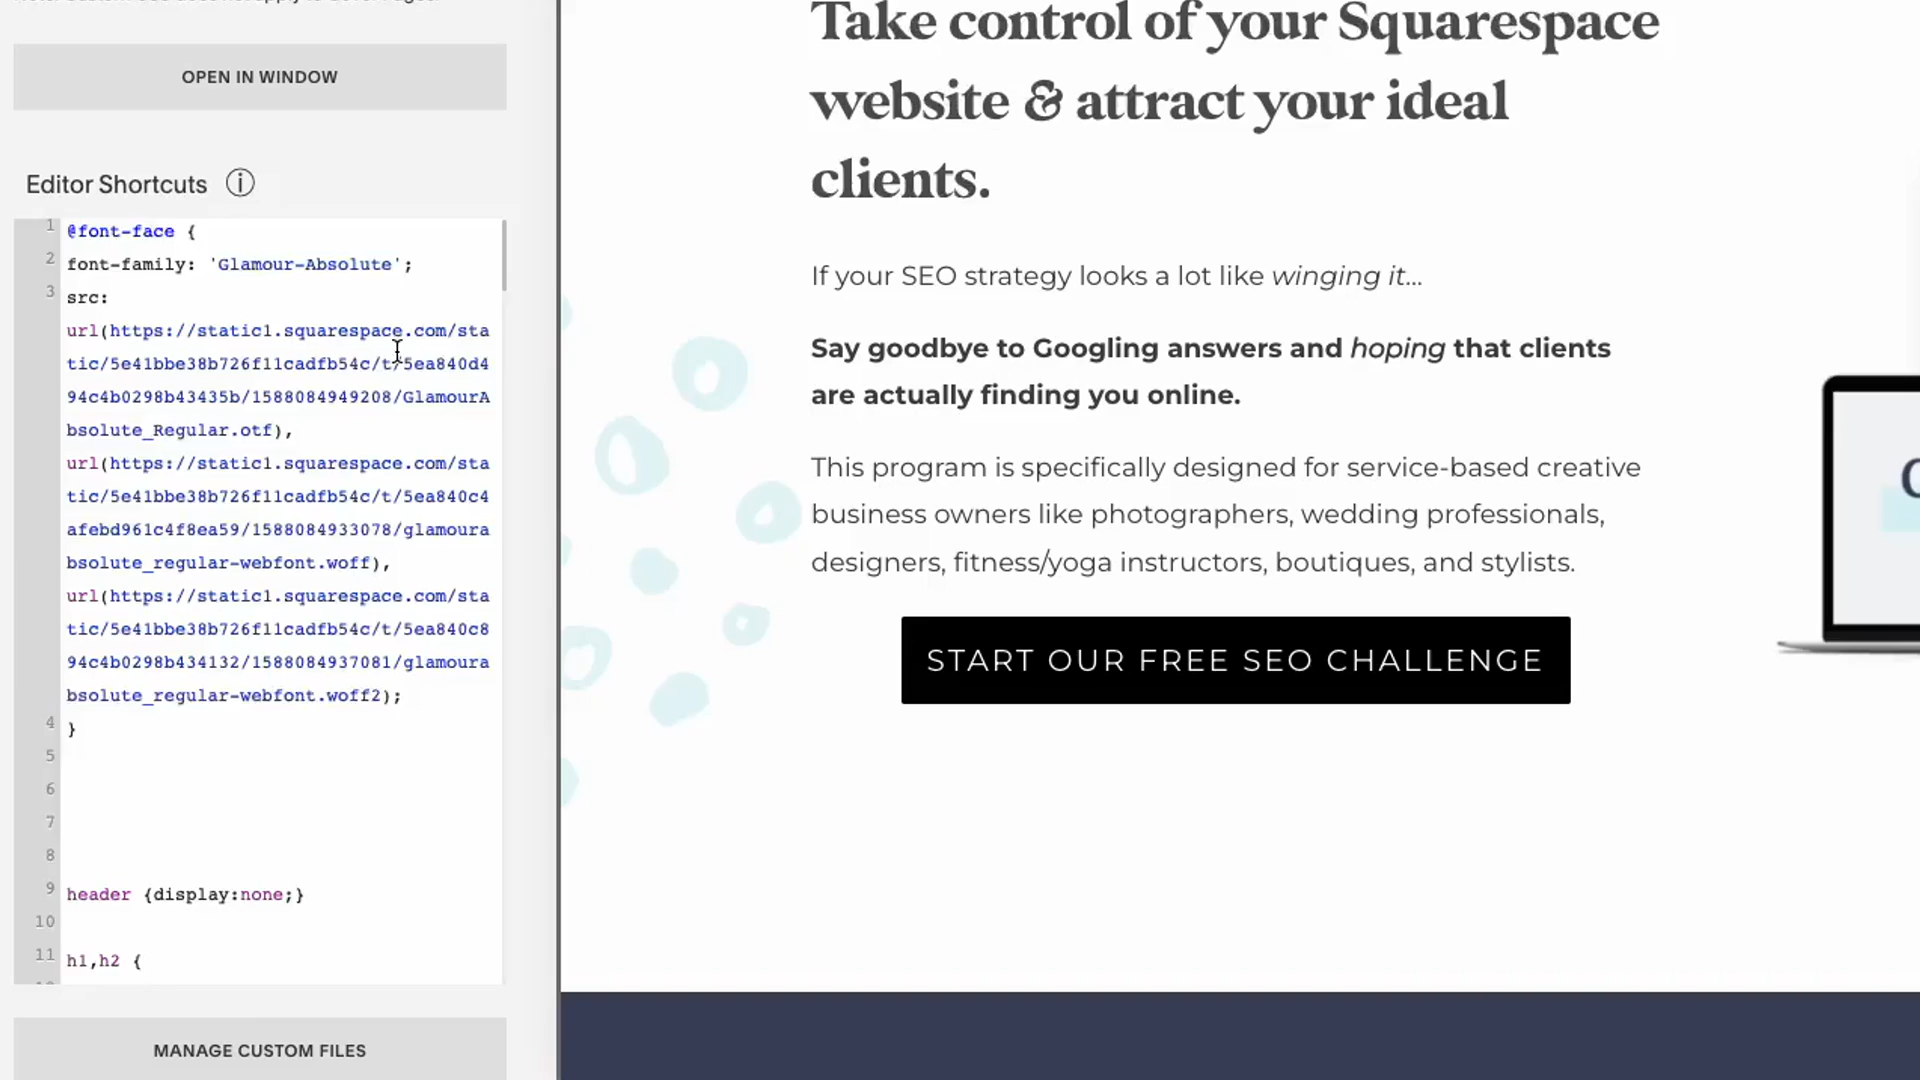 OPEN IN WINDOW
Editor Shortcuts
1 @font-face {
2 font-family: 'Glamour-Absolute';
3 src:
url(https://static1.squarespace.com/sta
tic/5e41bbe38b726f11cadfb54c/t/5ea840d4
94c4b0298b43435b/1588084949208/GlamourA
bsolute_Regular.otf),
url(https://static1.squarespace.com/sta
tic/5e41bbe38b726f11cadfb54c/t/5ea840c4
afebd961c4f8ea59/1588084933078/glamoura
bsolute_regular-webfont.woff),
url(https://static1.squarespace.com/sta
tic/5e41bbe38b726f11cadfb54c/t/5ea840c8
94c4b0298b434132/1588084937081/glamoura
bsolute_regular-webfont.woff2);
4 }
5
6
7
8
9 header {display:none;}
10
11 h1,h2 {
MANAGE CUSTOM FILES
Take control of your Squarespace
website & attract your ideal
clients.
If your SEO strategy looks a lot like winging it...
Say goodbye to Googling answers and hoping that clients
are actually finding you online.
This program is specifically designed for service-based creative
business owners like photographers, wedding professionals,
designers, fitness/yoga instructors, boutiques, and stylists.
START OUR FREE SEO CHALLENGE